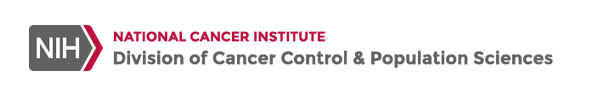 NIH
NATIONAL CANCER INSTITUTE
Division of Cancer Control & Population Sciences